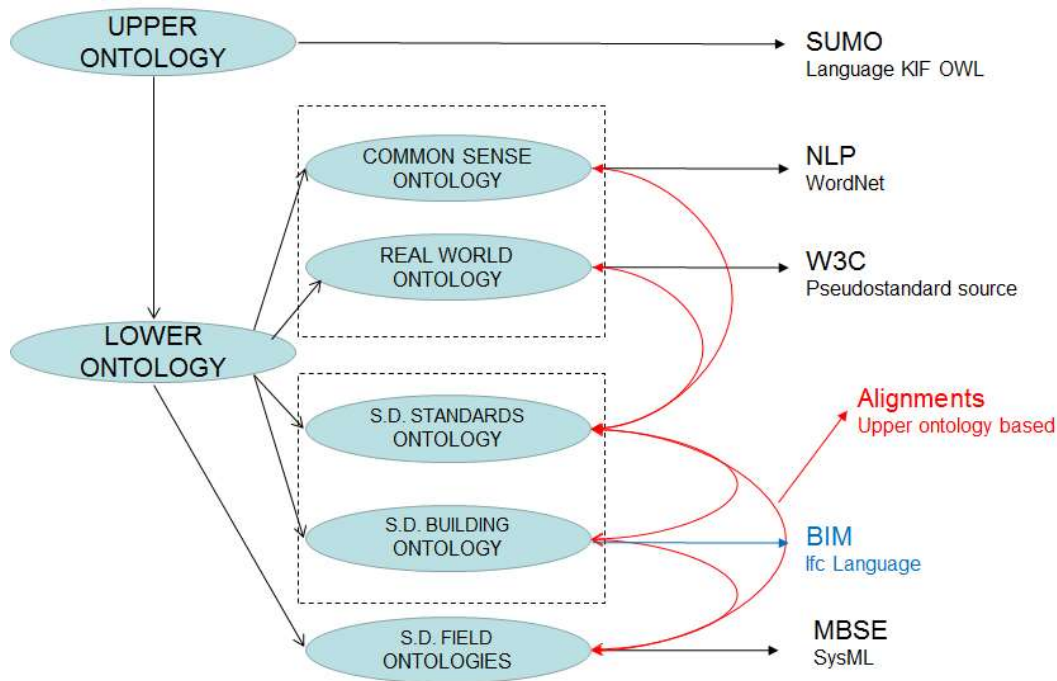 UPPER
ONTOLOGY
SUMO
Language KIF OWL
COMMON SENSE
ONTOLOGY
NLP
WordNet
REAL WORLD
ONTOLOGY
W3C
Pseudostandard source
LOWER
ONTOLOGY
S.D. STANDARDS
ONTOLOGY
Alignments
Upper ontology based
S.D. BUILDING
ONTOLOGY
BIM
Ifc Language
S.D. FIELD
ONTOLOGIES
MBSE
SysML